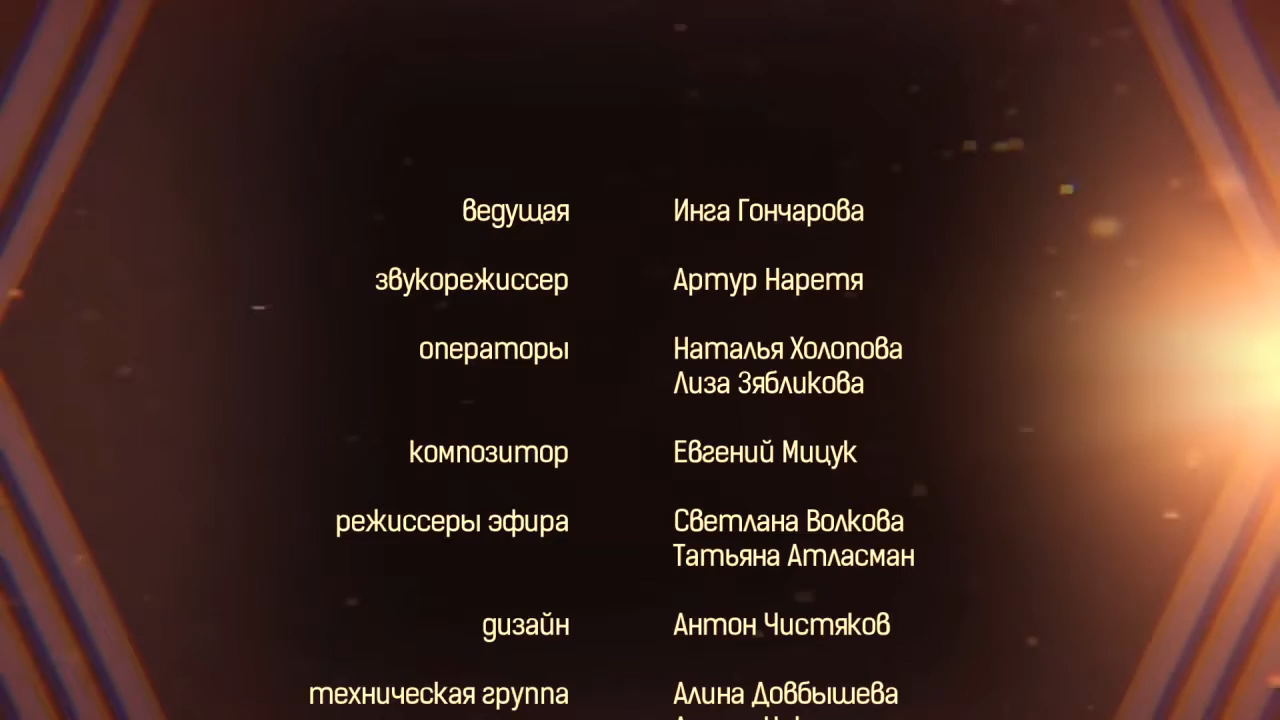 ведущая Инга Гончарова
звукорежиссер Артур Наретя
операторы Наталья Холопова
Лиза Зябликова
композитор Евгений Мицук
режиссеры эфира Светлана Волкова
Татьяна Атласман
дизайн Антон Чистяков
техническая группа Алина Довбышева